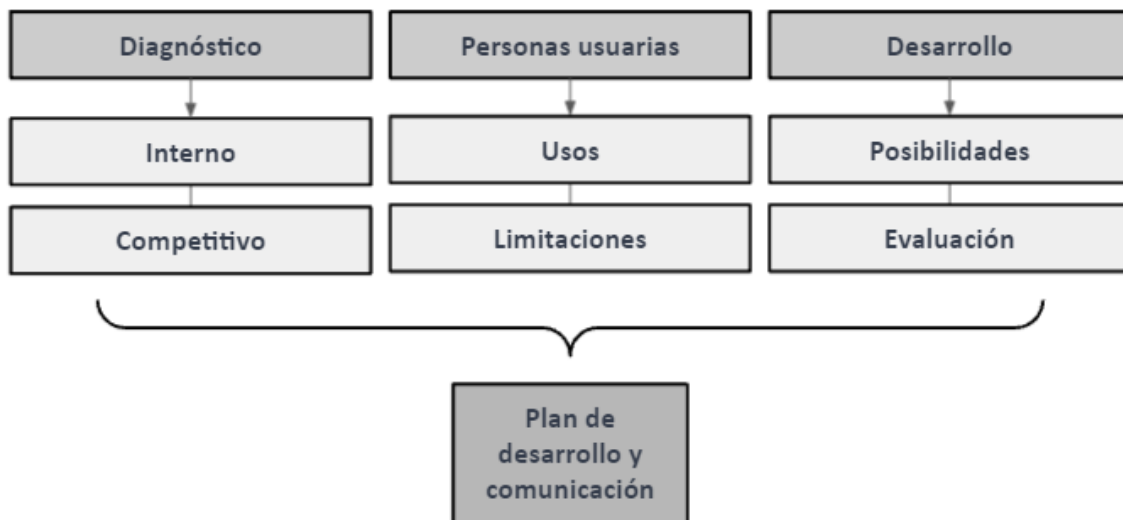 Diagnóstico
Personas usuarias
Desarrollo
Interno
Usos
Posibilidades
Competitivo
Limitaciones
Evaluación
Plan de
desarrollo y
comunicación